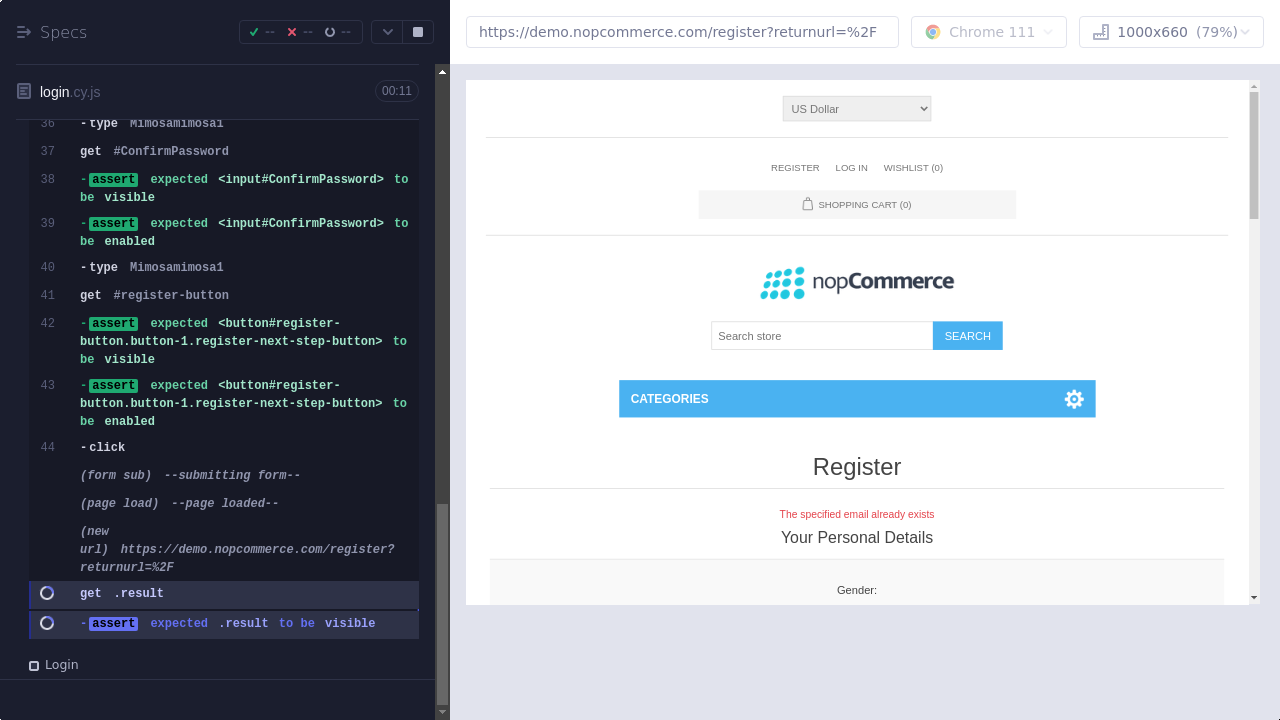 Specs
--
--
--
login.cy.js
00:11
36 -type Mimosamimosa1
37 get #ConfirmPassword
38 -assert expected <input#ConfirmPassword> to
be visible
39 -assert expected <input#ConfirmPassword> to
be enabled
40 -type Mimosamimosa1
41 get #register-button
42 -assert expected <button#register-
button.button-1.register-next-step-button> to
be visible
43 -assert expected <button#register-
button.button-1.register-next-step-button> to
be enabled
44 -click
(form sub) --submitting form--
(page load) --page loaded--
(new
url) https://demo.nopcommerce.com/register?
returnurl=%2F
get .result
-assert expected .result to be visible
Login
https://demo.nopcommerce.com/register?returnurl=%2F
Chrome 111
1000x660 (79%)
US Dollar
REGISTER LOG IN WISHLIST (0)
SHOPPING CART (0)
nopCommerce
Search store
SEARCH
CATEGORIES
Register
The specified email already exists
Your Personal Details
Gender: